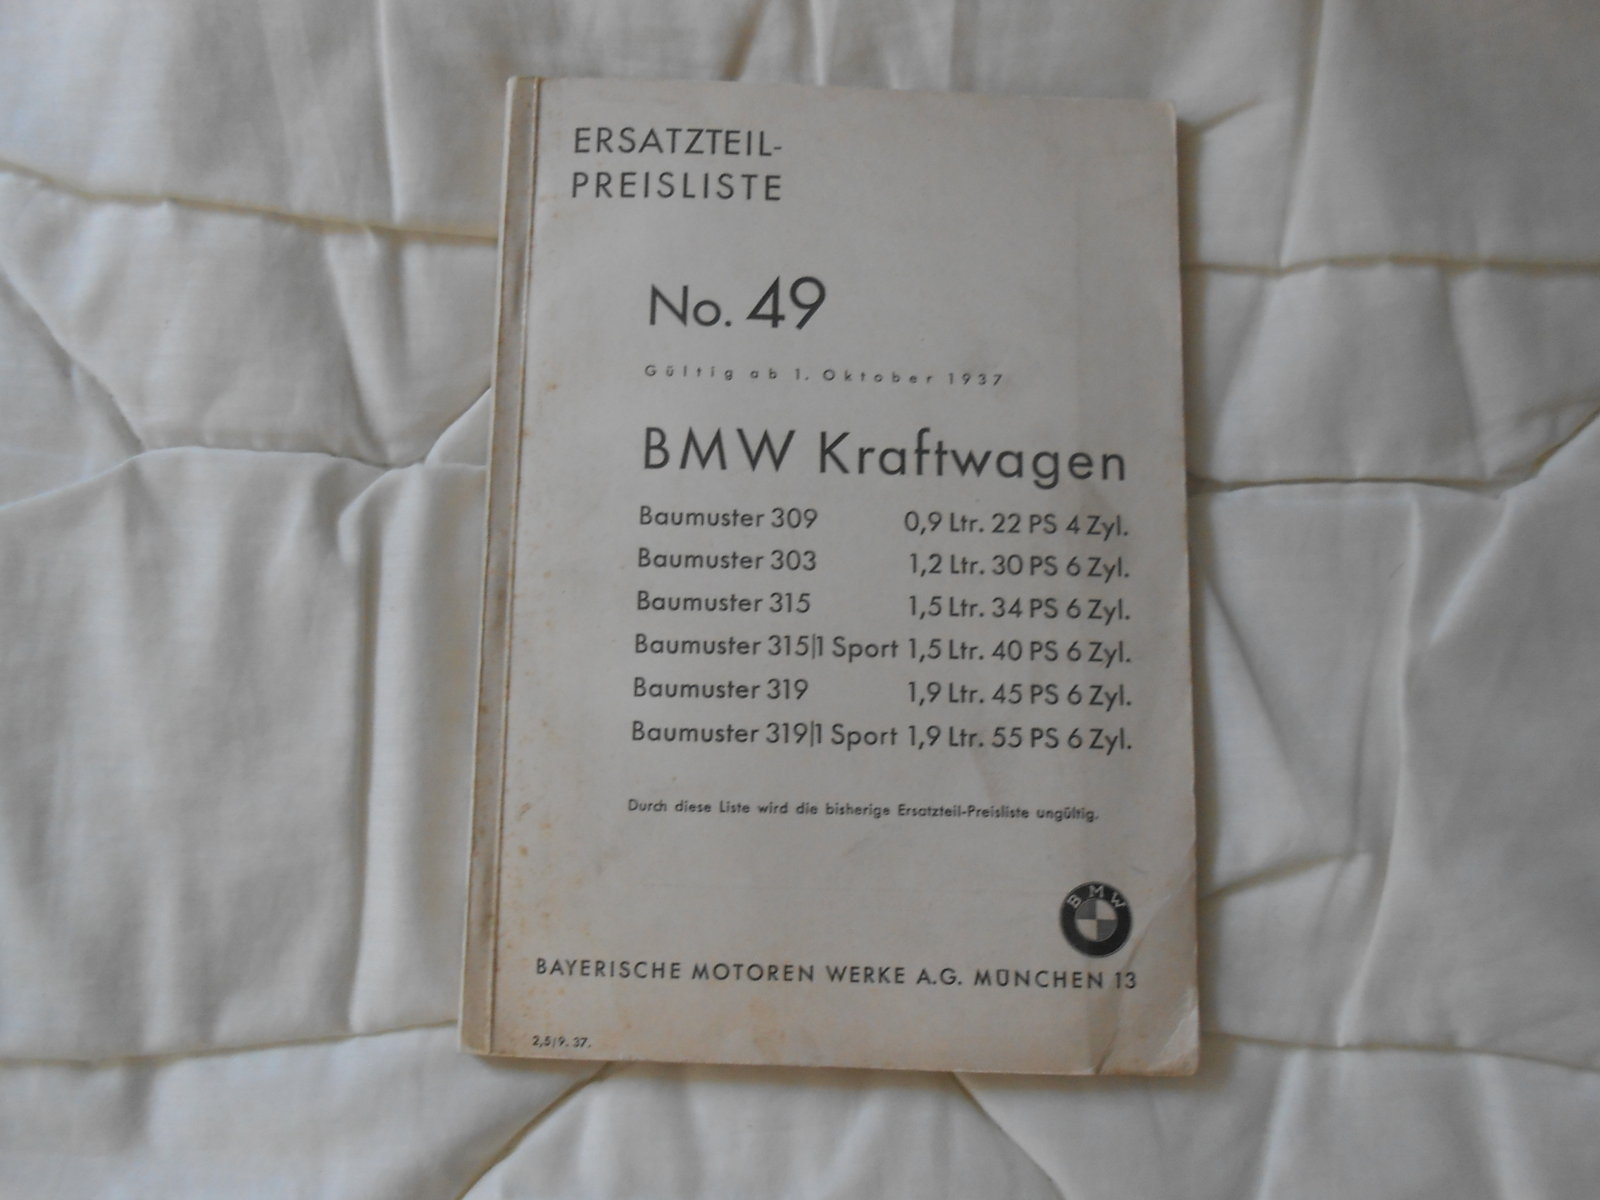 ERSATZTEIL-
PREISLISTE
No. 49
Gültig ab 1. Oktober 1937
BMW Kraftwagen
Baumuster 309 0,9 Ltr. 22 PS 4 Zyl.
Baumuster 303 1,2 Ltr. 30 PS 6 Zyl.
Baumuster 315 1,5 Ltr. 34 PS 6 Zyl.
Baumuster 315|1 Sport 1,5 Ltr. 40 PS 6 Zyl.
Baumuster 319 1,9 Ltr. 45 PS 6 Zyl.
Baumuster 319|1 Sport 1,9 Ltr. 55 PS 6 Zyl.
Durch diese Liste wird die bisherige Ersatzteil-Preisliste ungültig.
BMW
BAYERISCHE MOTOREN WERKE A.G. MÜNCHEN 13
2,5/9. 37.